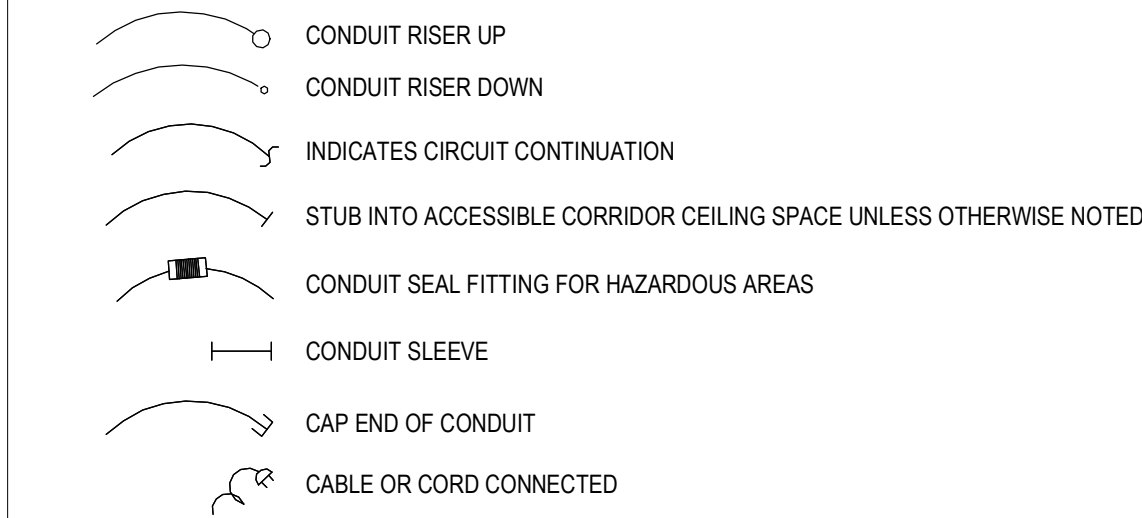 CONDUIT RISER UP
CONDUIT RISER DOWN
INDICATES CIRCUIT CONTINUATION
STUB INTO ACCESSIBLE CORRIDOR CEILING SPACE UNLESS OTHERWISE NOTED
CONDUIT SEAL FITTING FOR HAZARDOUS AREAS
CONDUIT SLEEVE
CAP END OF CONDUIT
CABLE OR CORD CONNECTED